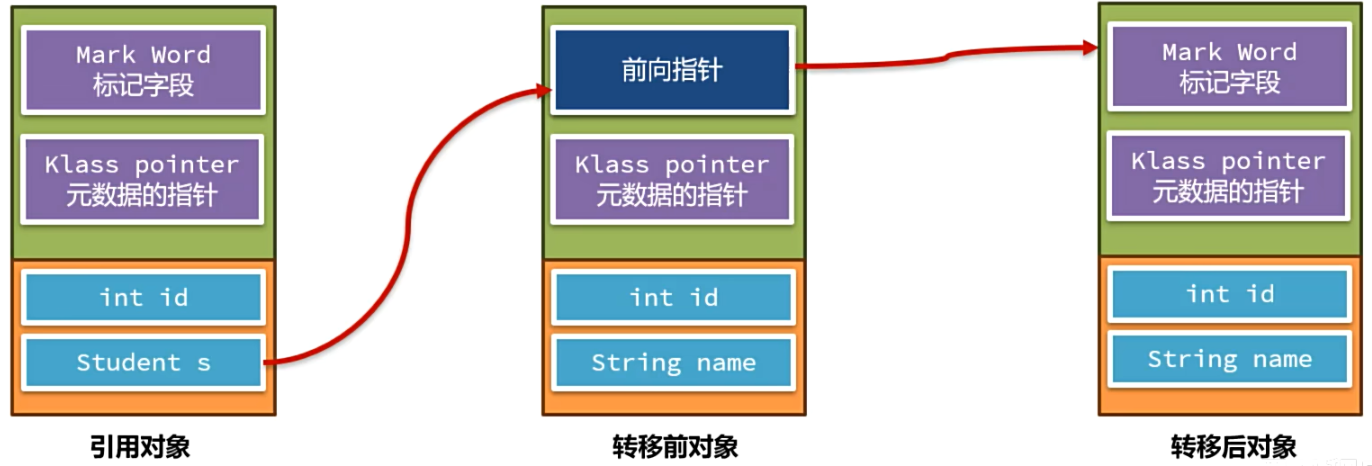 Mark Word
标记字段
Klass pointer
元数据的指针
int id
Student s
引用对象
前向指针
Klass pointer
元数据的指针
int id
String name
转移前对象
Mark Word
标记字段
Klass pointer
元数据的指针
int id
String name
转移后对象